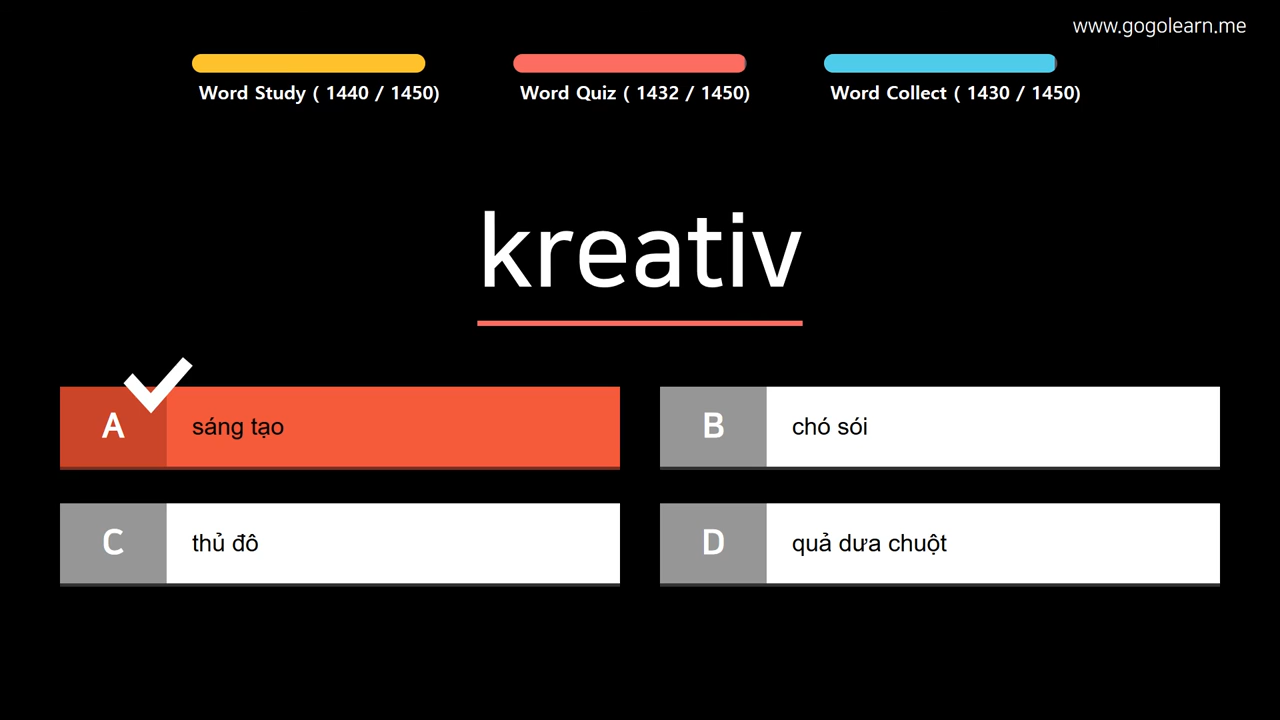 www.gogolearn.me
Word Study ( 1440 / 1450)
Word Quiz ( 1432 / 1450)
Word Collect ( 1430 / 1450)
kreativ
A sáng tạo
B chó sói
C thủ đô
D quả dưa chuột